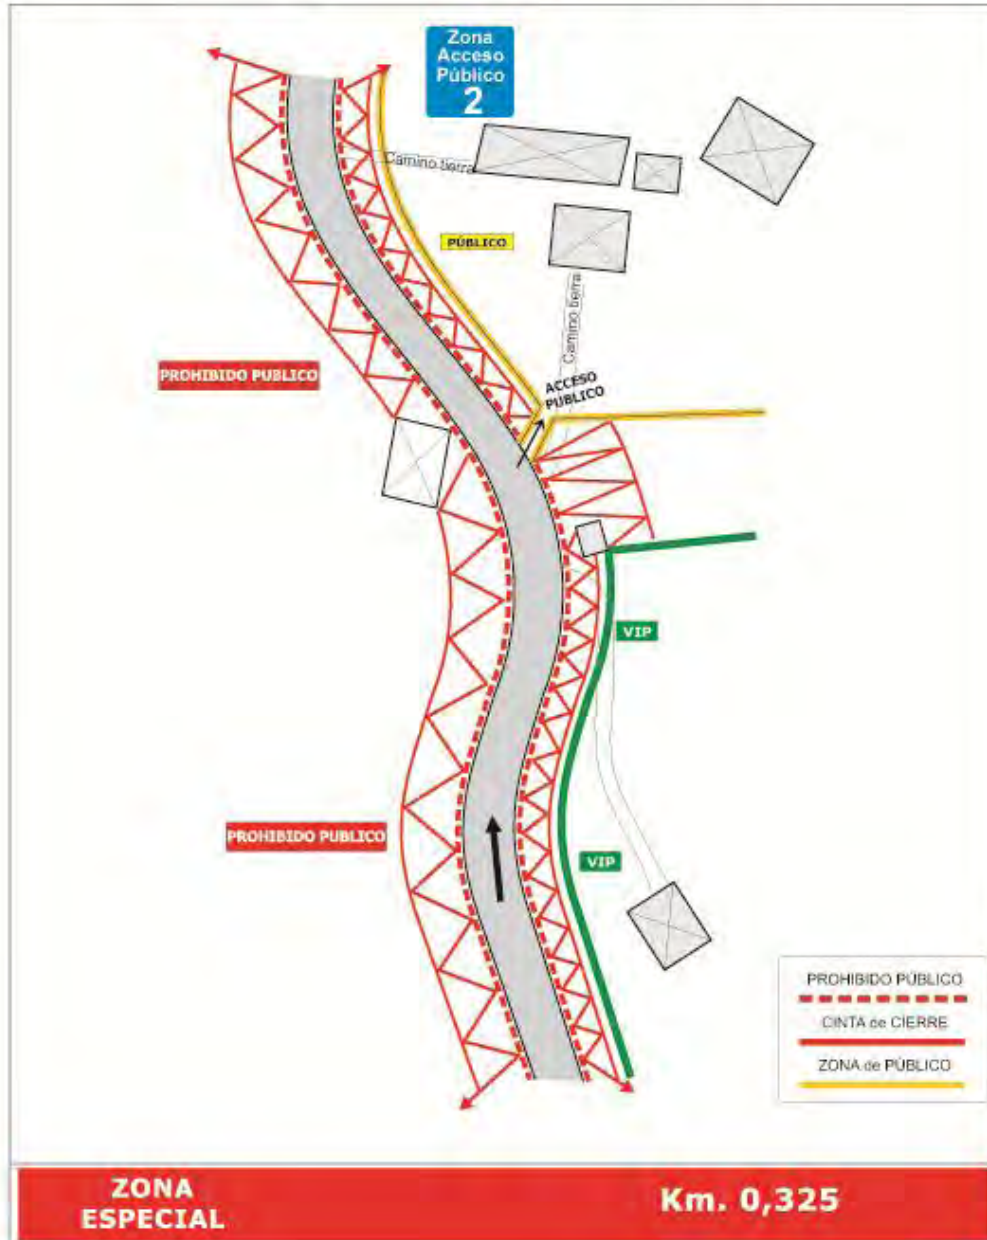 Zona
Acceso
Público
2
Camino tierra
PÚBLICO
Camino tierra
PROHIBIDO PUBLICO
ACCESO
PÚBLICO
VIP
PROHIBIDO PUBLICO
VIP
PROHIBIDO PÚBLICO
CINTA de CIERRE
ZONA de PÚBLICO
ZONA
ESPECIAL
Km. 0,325